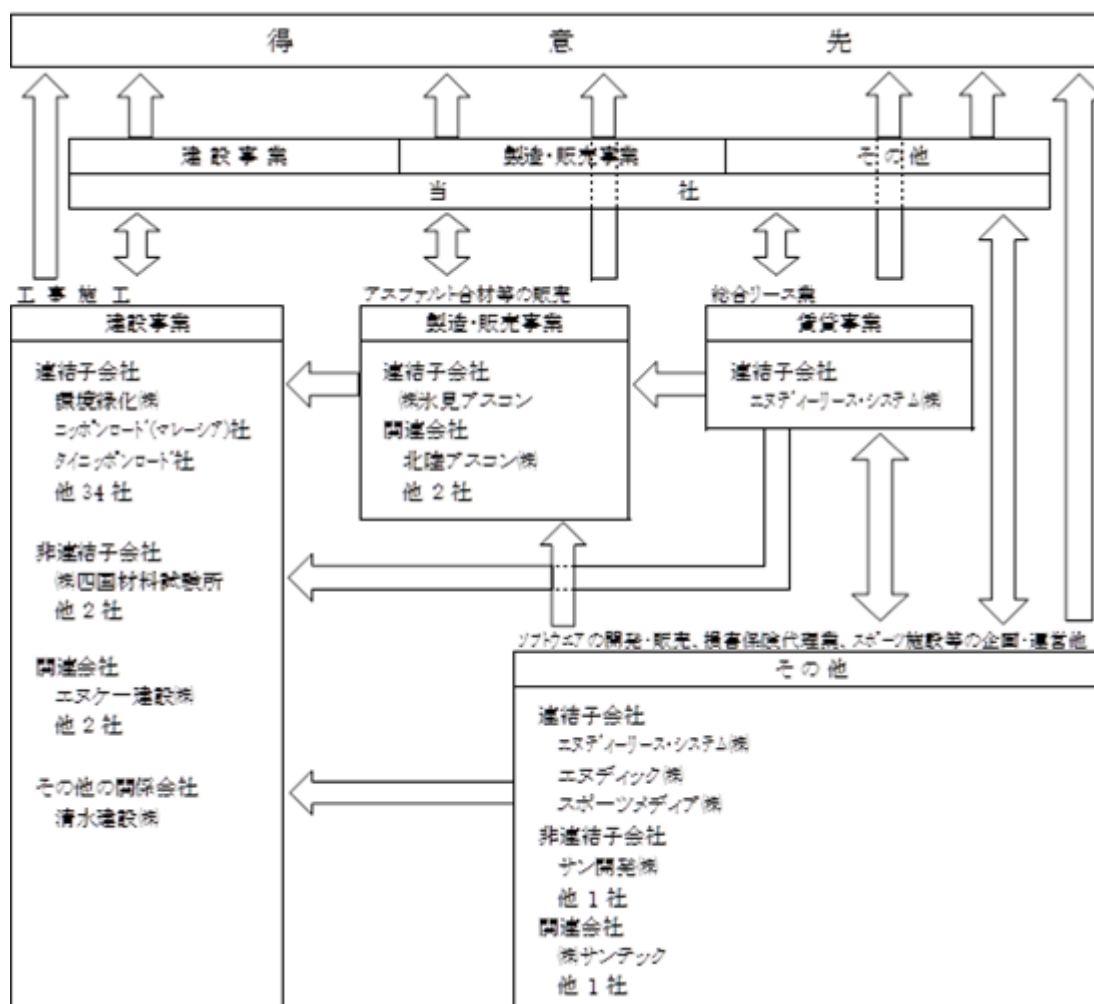 得意先
建設事業
製造・販売事業
その他
当社
工事施工
建設事業
連結子会社
環境緑化㈱
ニッポンロード(マレーシア)社
タイニッポンロード社
他34社
非連結子会社
㈱四国材料試験所
他2社
関連会社
エヌケー建設㈱
他2社
その他の関係会社
清水建設㈱
アスファルト合材等の販売
製造・販売事業
連結子会社
㈱氷見アスコン
関連会社
北陸アスコン㈱
他2社
総合リース業
賃貸事業
連結子会社
エヌディーリース・システム㈱
ソフトウエアの開発・販売、損害保険代理業、スポーツ施設等の企画・運営他
その他
連結子会社
エヌディーリース・システム㈱
エヌディック㈱
スポーツメディア㈱
非連結子会社
サン開発㈱
他1社
関連会社
㈱サンテック
他1社